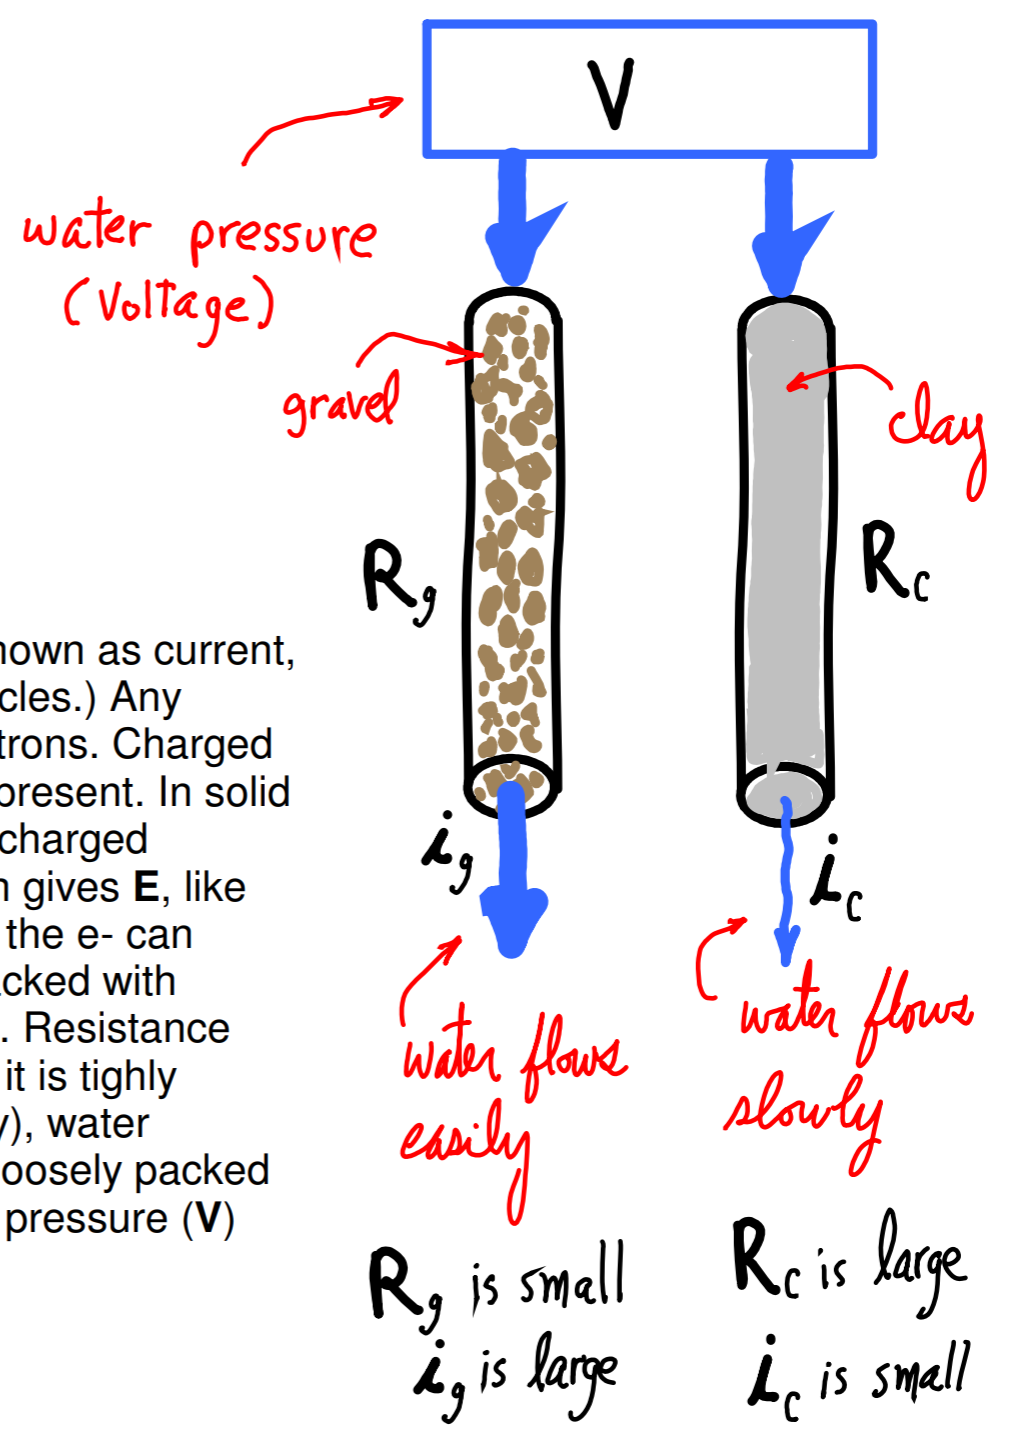 V
water pressure
(Voltage)
gravel
clay
Rg
Rc
nown as current,
cles.) Any
trons. Charged
present. In solid
charged
n gives E, like
the e- can
cked with
. Resistance
it is tighly
y), water
oosely packed
pressure (V)
ig
ic
water flows
easily
water flows
slowly
Rg is small
ig is large
Rc is large
ic is small